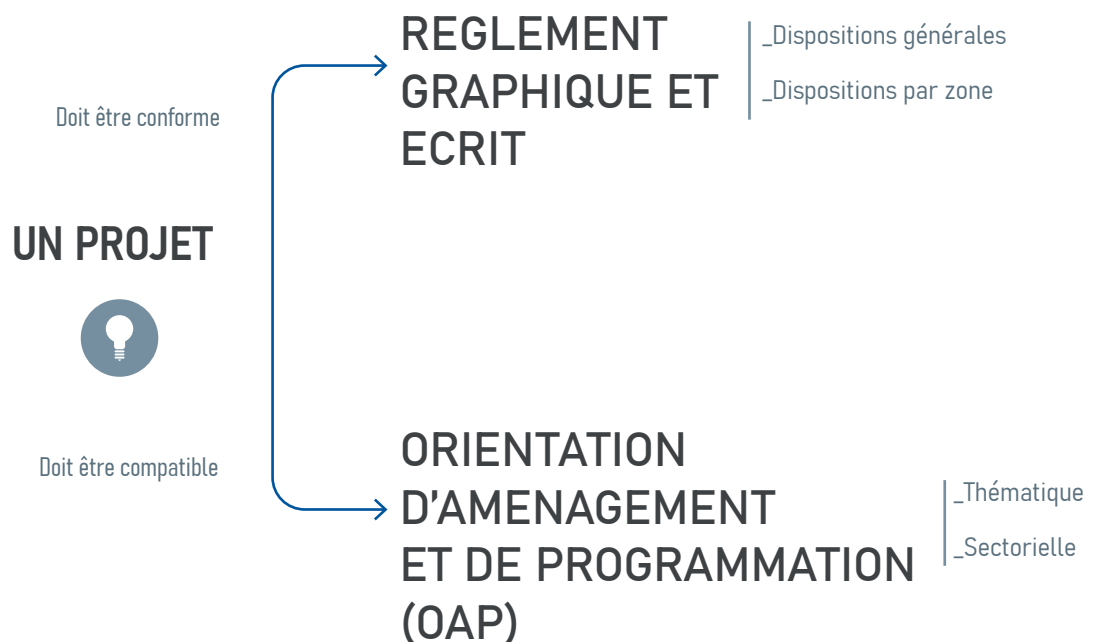 REGLEMENT
GRAPHIQUE ET
ECRIT
_Dispositions générales
_Dispositions par zone
Doit être conforme
UN PROJET
Doit être compatible
ORIENTATION
D'AMENAGEMENT
ET DE PROGRAMMATION
(OAP)
_Thématique
_Sectorielle